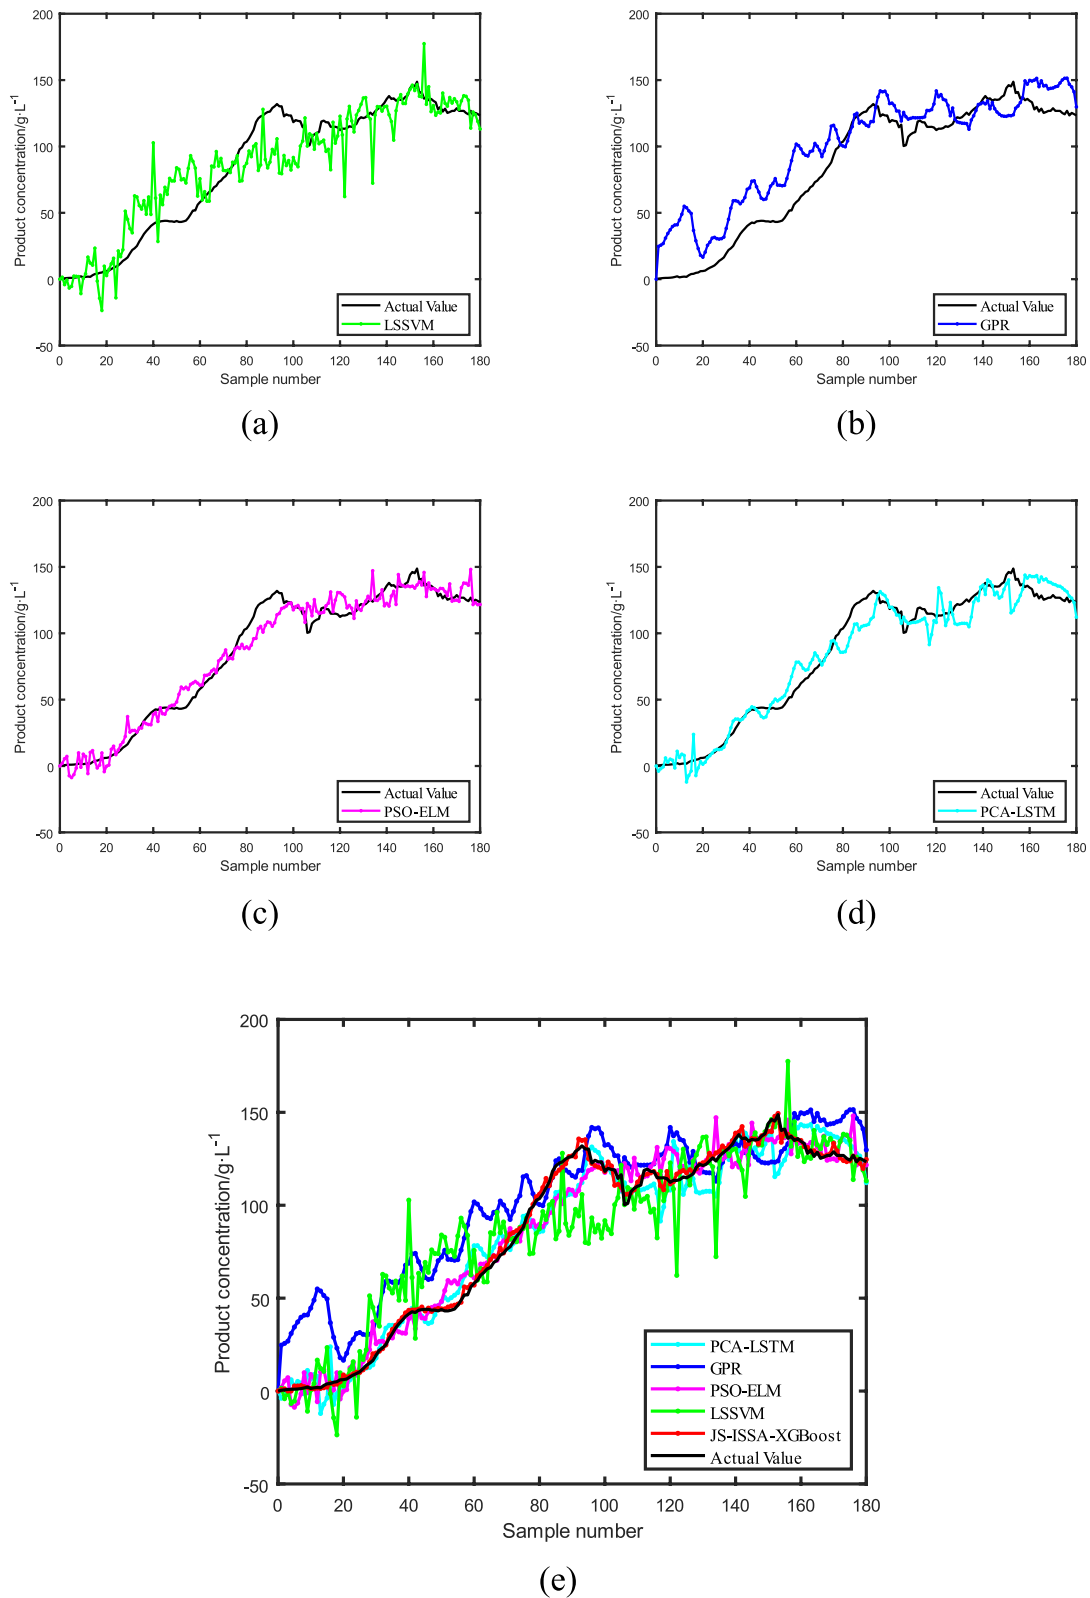 200
150
100
50
0
-50
0 20 40 60 80 100 120 140 160 180
Product concentration/g·L⁻¹
Sample number
Actual Value
LSSVM
(a)
200
150
100
50
0
-50
0 20 40 60 80 100 120 140 160 180
Product concentration/g·L⁻¹
Sample number
Actual Value
GPR
(b)
200
150
100
50
0
-50
0 20 40 60 80 100 120 140 160 180
Product concentration/g·L⁻¹
Sample number
Actual Value
PSO-ELM
(c)
200
150
100
50
0
-50
0 20 40 60 80 100 120 140 160 180
Product concentration/g·L⁻¹
Sample number
Actual Value
PCA-LSTM
(d)
200
150
100
50
0
-50
0 20 40 60 80 100 120 140 160 180
Product concentration/g·L⁻¹
Sample number
PCA-LSTM
GPR
PSO-ELM
LSSVM
JS-ISSA-XGBoost
Actual Value
(e)